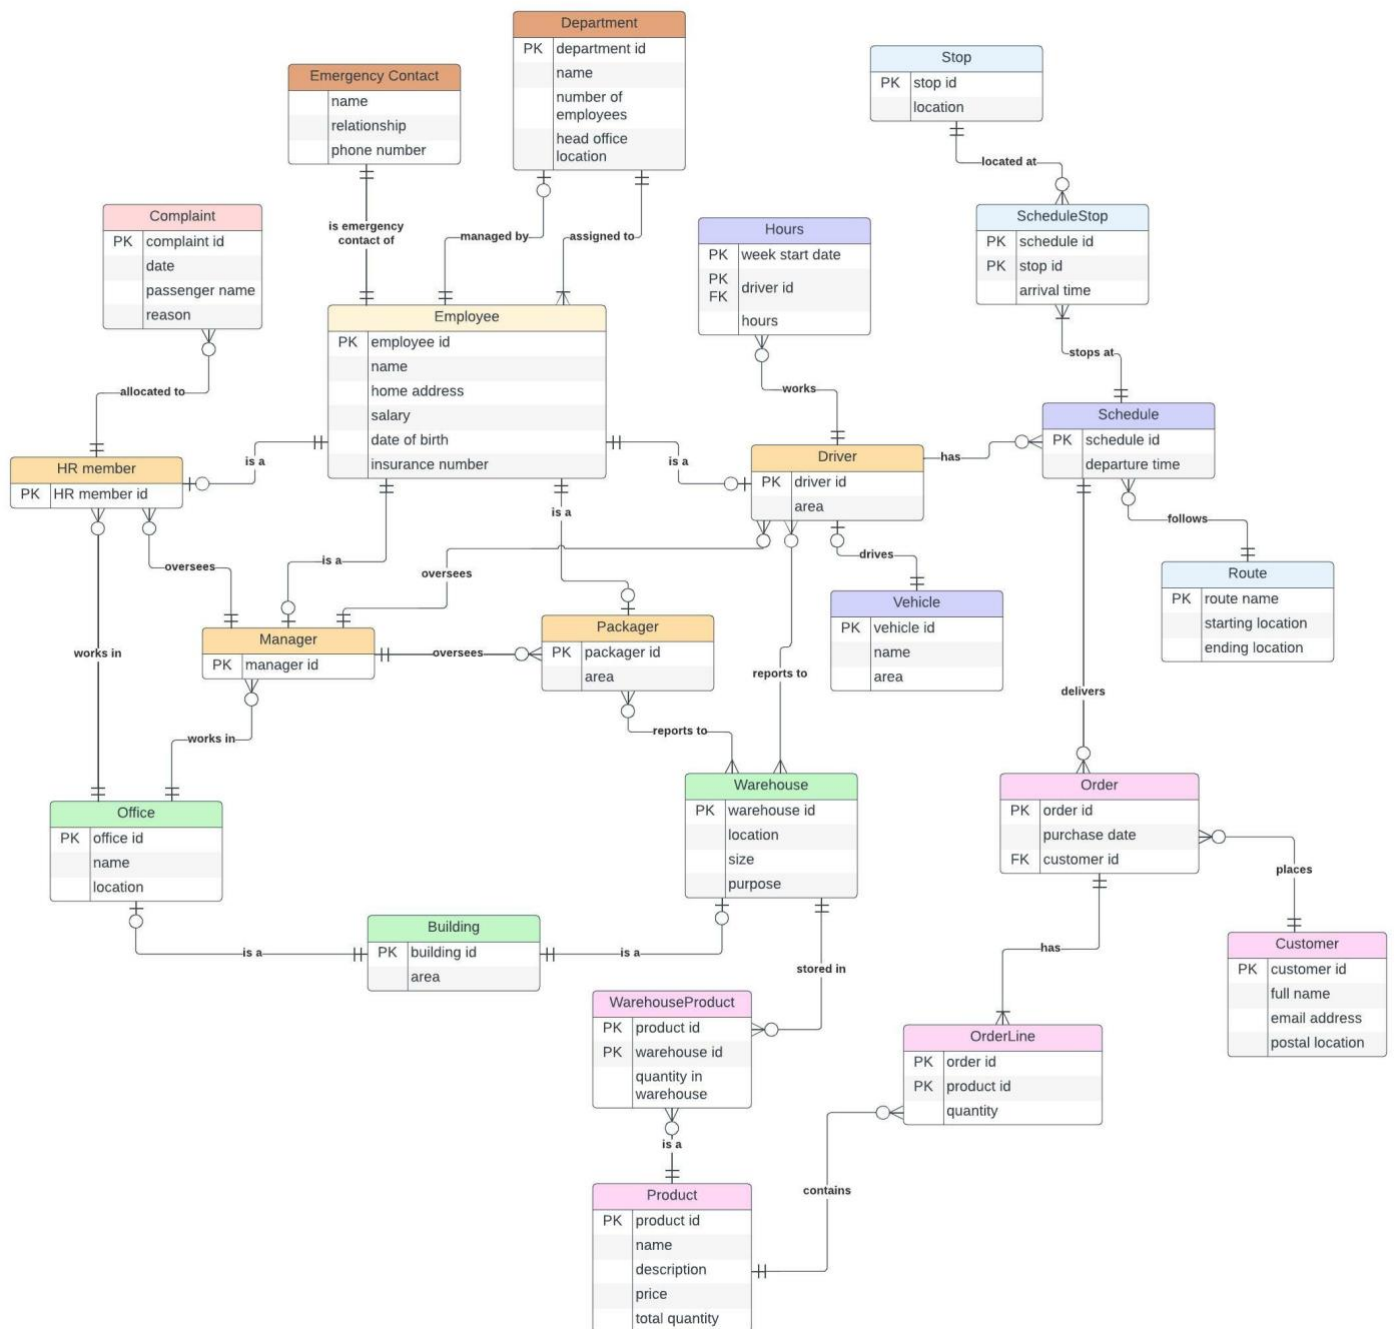 Department
PK department id
name
number of
employees
head office
location
Emergency Contact
name
relationship
phone number
Stop
PK stop id
location
located at
is emergency
contact of
managed by
assigned to
Complaint
PK complaint id
date
passenger name
reason
Hours
PK week start date
PK
FK
driver id
hours
ScheduleStop
PK schedule id
PK stop id
arrival time
Employee
PK employee id
name
home address
salary
date of birth
insurance number
allocated to
works
stops at
HR member
PK HR member id
is a
is a
Driver
PK driver id
area
has
Schedule
PK schedule id
departure time
is a
follows
oversees
is a
oversees
drives
Route
PK route name
starting location
ending location
Vehicle
PK vehicle id
name
area
Manager
PK manager id
oversees
Packager
PK packager id
area
works in
reports to
delivers
works in
reports to
Office
PK office id
name
location
Warehouse
PK warehouse id
location
size
purpose
Order
PK order id
purchase date
FK customer id
places
Building
PK building id
area
is a
is a
stored in
has
Customer
PK customer id
full name
email address
postal location
WarehouseProduct
PK product id
PK warehouse id
quantity in
warehouse
OrderLine
PK order id
PK product id
quantity
is a
contains
Product
PK product id
name
description
price
total quantity